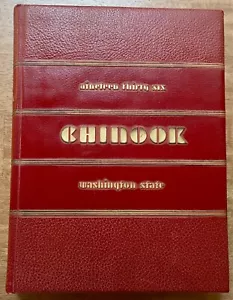 nineteen thirty six
CHINOOK
washington state